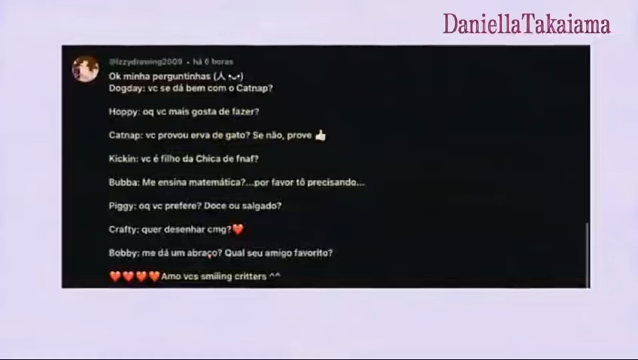 DaniellaTakaiama
@Izzydrawing2009 • há 6 horas
Ok minha perguntinhas (人 •ᴗ•)
Dogday: vc se dá bem com o Catnap?
Hoppy: oq vc mais gosta de fazer?
Catnap: vc provou erva de gato? Se não, prove 👍
Kickin: vc é filho da Chica de fnaf?
Bubba: Me ensina matemática?...por favor tô precisando...
Piggy: oq vc prefere? Doce ou salgado?
Crafty: quer desenhar cmg?❤️
Bobby: me dá um abraço? Qual seu amigo favorito?
❤️❤️❤️❤️Amo vcs smiling critters ^^